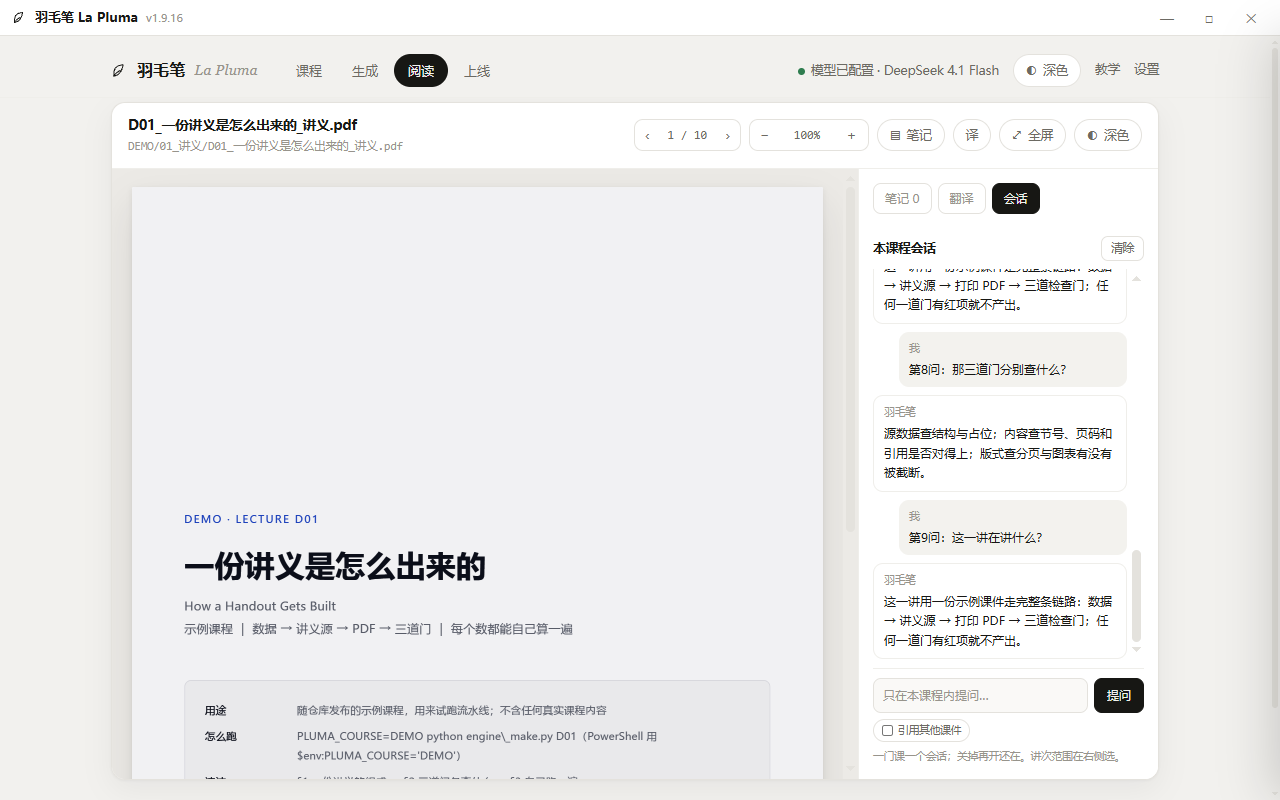 羽毛笔 La Pluma v1.9.16
羽毛笔 La Pluma 课程 生成 阅读 上线 模型已配置 · DeepSeek 4.1 Flash 深色 教学 设置
D01_一份讲义是怎么出来的_讲义.pdf
DEMO/01_讲义/D01_一份讲义是怎么出来的_讲义.pdf
‹ 1 / 10 › − 100% + 笔记 译 全屏 深色
DEMO · LECTURE D01
一份讲义是怎么出来的
How a Handout Gets Built
示例课程 | 数据 → 讲义源 → PDF → 三道门 | 每个数都能自己算一遍
用途 随仓库发布的示例课程，用来试跑流水线；不含任何真实课程内容
怎么跑 PLUMA_COURSE=DEMO python engine\_make.py D01（PowerShell 用
$env:PLUMA_COURSE='DEMO'）
笔记 0 翻译 会话
本课程会话 清除
→ 讲义源 → 打印 PDF → 三道检查门；任
何一道门有红项就不产出。
我
第8问：那三道门分别查什么？
羽毛笔
源数据查结构与占位；内容查节号、页码和
引用是否对得上；版式查分页与图表有没有
被截断。
我
第9问：这一讲在讲什么？
羽毛笔
这一讲用一份示例课件走完整条链路：数据
→ 讲义源 → 打印 PDF → 三道检查门；任
何一道门有红项就不产出。
只在本课程内提问… 提问
引用其他课件
一门课一个会话；关掉再开还在。讲次范围在右侧选。